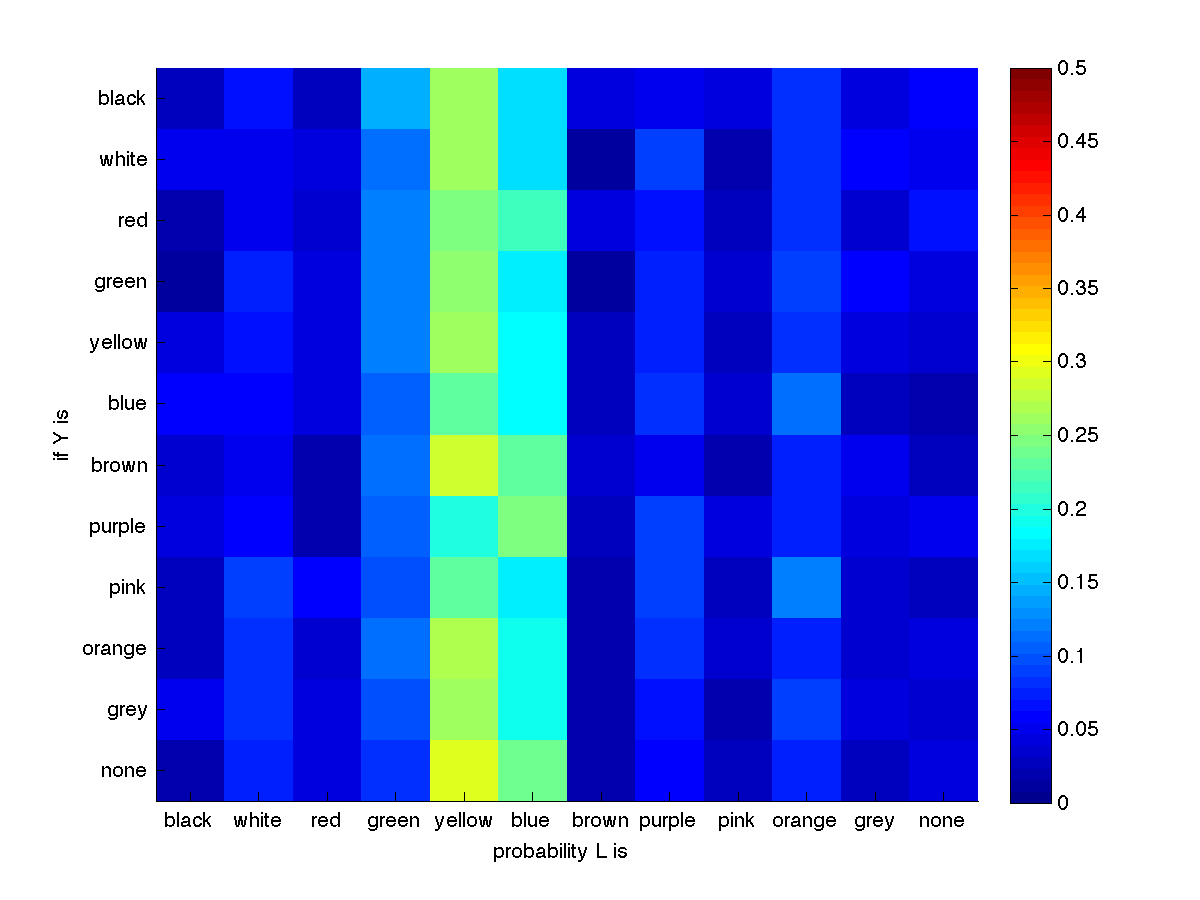 black
white
red
green
yellow
blue
brown
purple
pink
orange
grey
none
if Y is
black white red green yellow blue brown purple pink orange grey none
probability L is
0.5
0.45
0.4
0.35
0.3
0.25
0.2
0.15
0.1
0.05
0